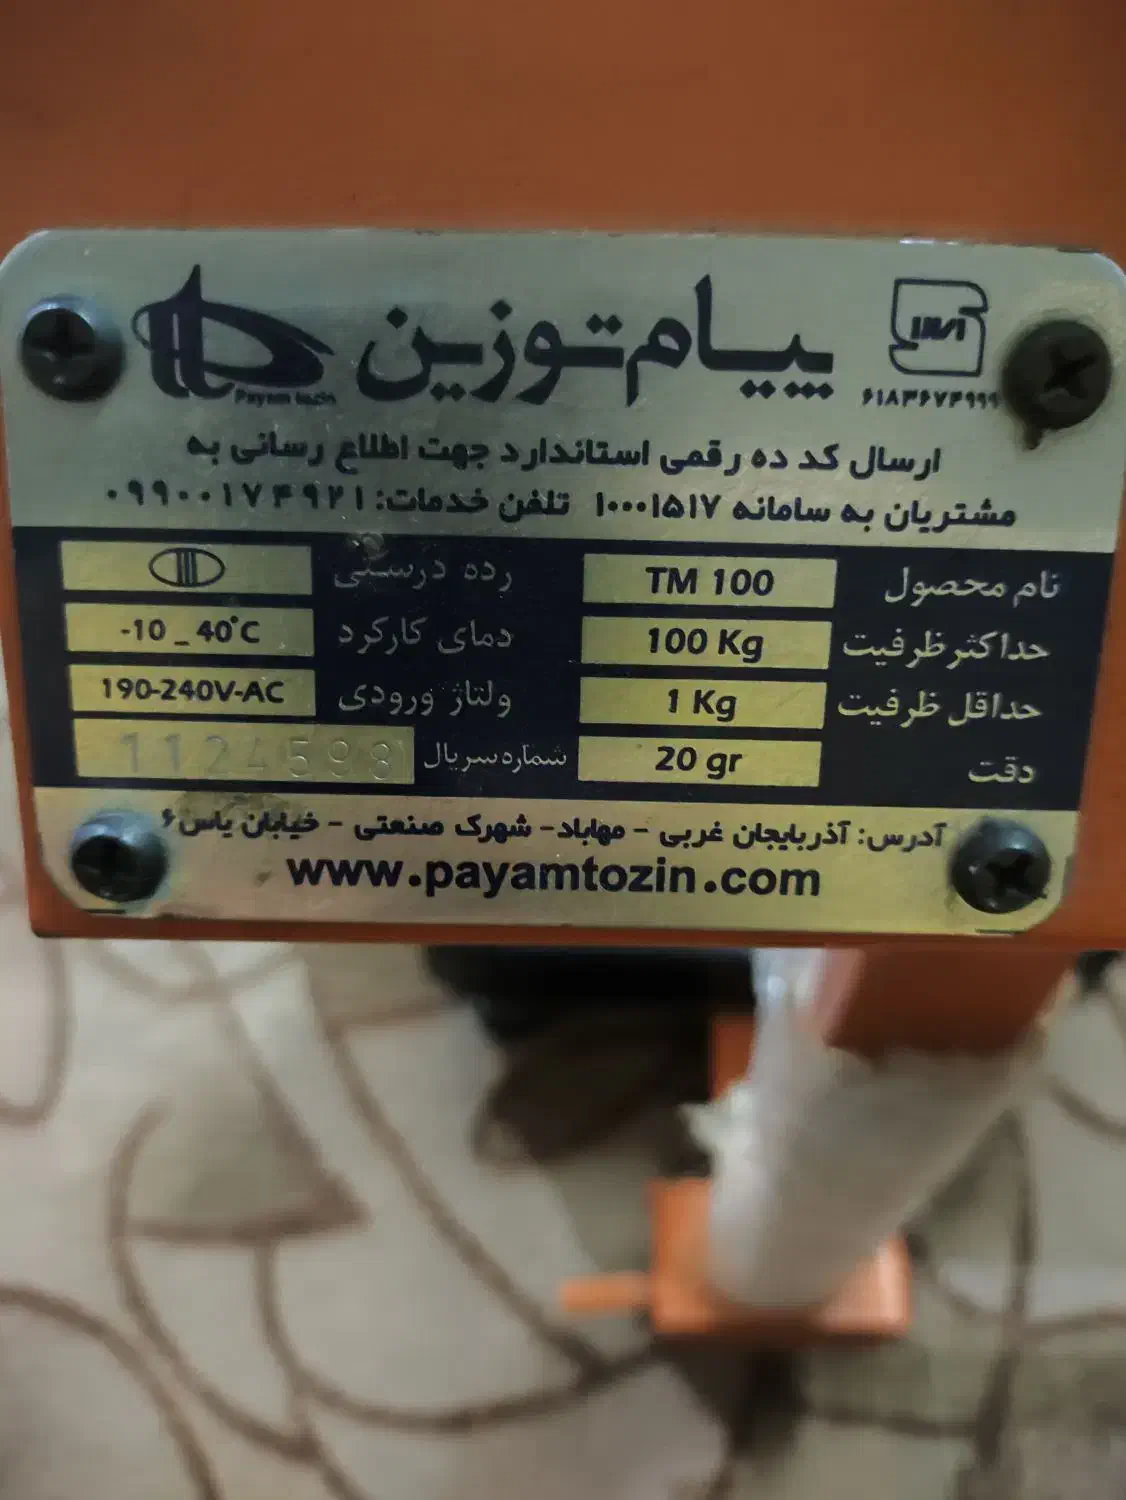 پیام توزین
Payam tozin
۶۱۸۳۶۷۴۹۹۹
ارسال کد ده رقمی استاندارد جهت اطلاع رسانی به
مشتریان به سامانه ۱۰۰۰۱۵۱۷ تلفن خدمات: ۰۹۹۰۰۱۷۴۹۲۱
نام محصول TM 100 رده درستی III
حداکثر ظرفیت 100 Kg دمای کارکرد -10 _ 40°C
حداقل ظرفیت 1 Kg ولتاژ ورودی 190-240V-AC
دقت 20 gr شماره سریال 1124598
آدرس: آذربایجان غربی - مهاباد - شهرک صنعتی - خیابان یاس ۶
www.payamtozin.com